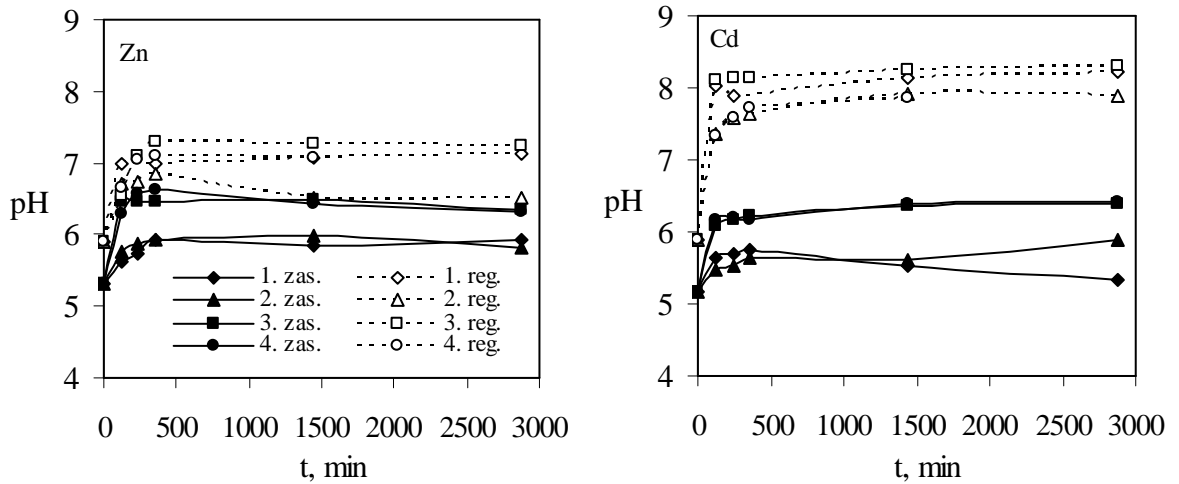 Zn
9
8
7
6
5
4
pH
0 500 1000 1500 2000 2500 3000
t, min
1. zas. 1. reg.
2. zas. 2. reg.
3. zas. 3. reg.
4. zas. 4. reg.
Cd
9
8
7
6
5
4
pH
0 500 1000 1500 2000 2500 3000
t, min